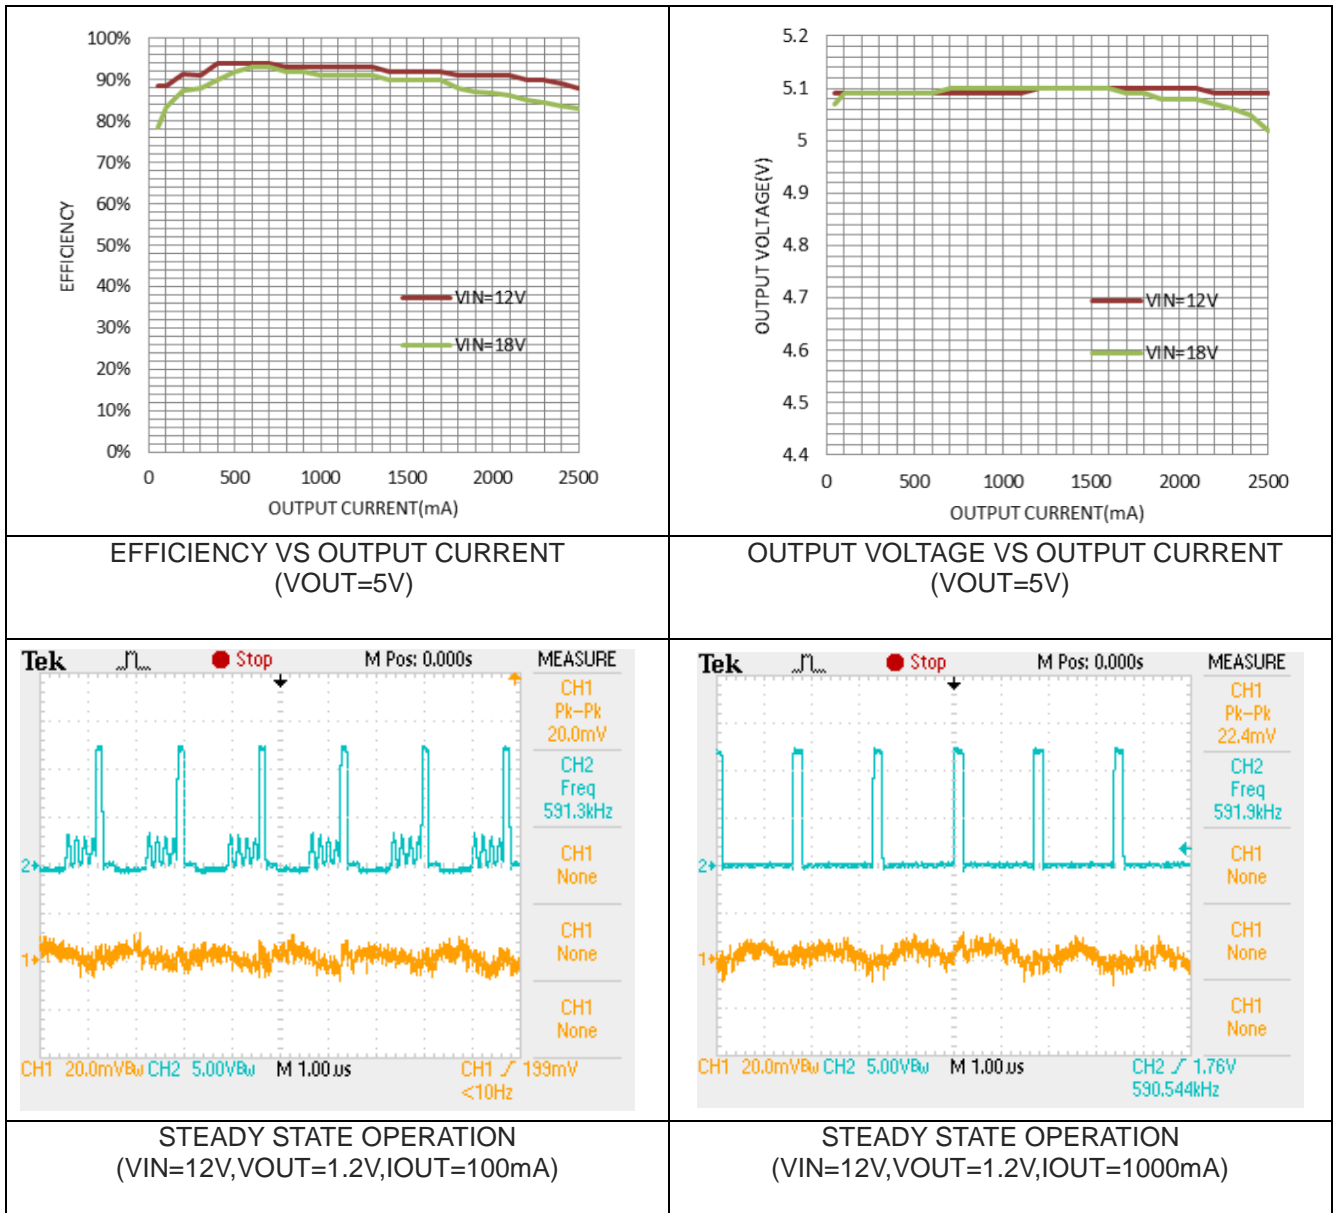 100%
90%
80%
70%
60%
50%
40%
30%
20%
10%
0%
EFFICIENCY
VIN=12V
VIN=18V
0 500 1000 1500 2000 2500
OUTPUT CURRENT(mA)
5.2
5.1
5
4.9
4.8
4.7
4.6
4.5
4.4
OUTPUT VOLTAGE(V)
VIN=12V
VIN=18V
0 500 1000 1500 2000 2500
OUTPUT CURRENT(mA)
EFFICIENCY VS OUTPUT CURRENT
(VOUT=5V)
OUTPUT VOLTAGE VS OUTPUT CURRENT
(VOUT=5V)
Tek Stop M Pos: 0.000s MEASURE
CH1
Pk-Pk
20.0mV
CH2
Freq
591.3kHz
CH1
None
CH1
None
CH1
None
2
1
CH1 20.0mVBW CH2 5.00VBW M 1.00us CH1 199mV
<10Hz
Tek Stop M Pos: 0.000s MEASURE
CH1
Pk-Pk
22.4mV
CH2
Freq
591.9kHz
CH1
None
CH1
None
CH1
None
2
1
CH1 20.0mVBW CH2 5.00VBW M 1.00us CH2 1.76V
590.544kHz
STEADY STATE OPERATION
(VIN=12V,VOUT=1.2V,IOUT=100mA)
STEADY STATE OPERATION
(VIN=12V,VOUT=1.2V,IOUT=1000mA)